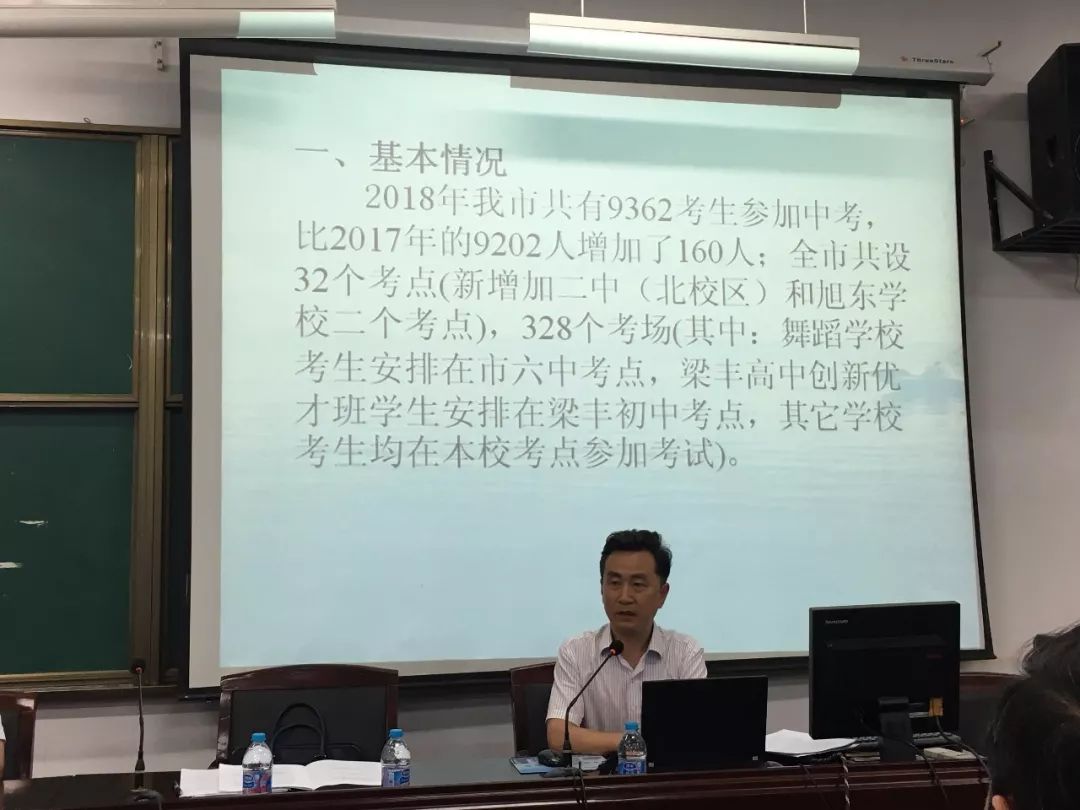 ThreeStars
一、基本情况
2018年我市共有9362考生参加中考，
比2017年的9202人增加了160人；全市共设
32个考点(新增加二中（北校区）和旭东学
校二个考点)，328个考场(其中：舞蹈学校
考生安排在市六中考点，梁丰高中创新优
才班学生安排在梁丰初中考点，其它学校
考生均在本校考点参加考试)。
lenovo